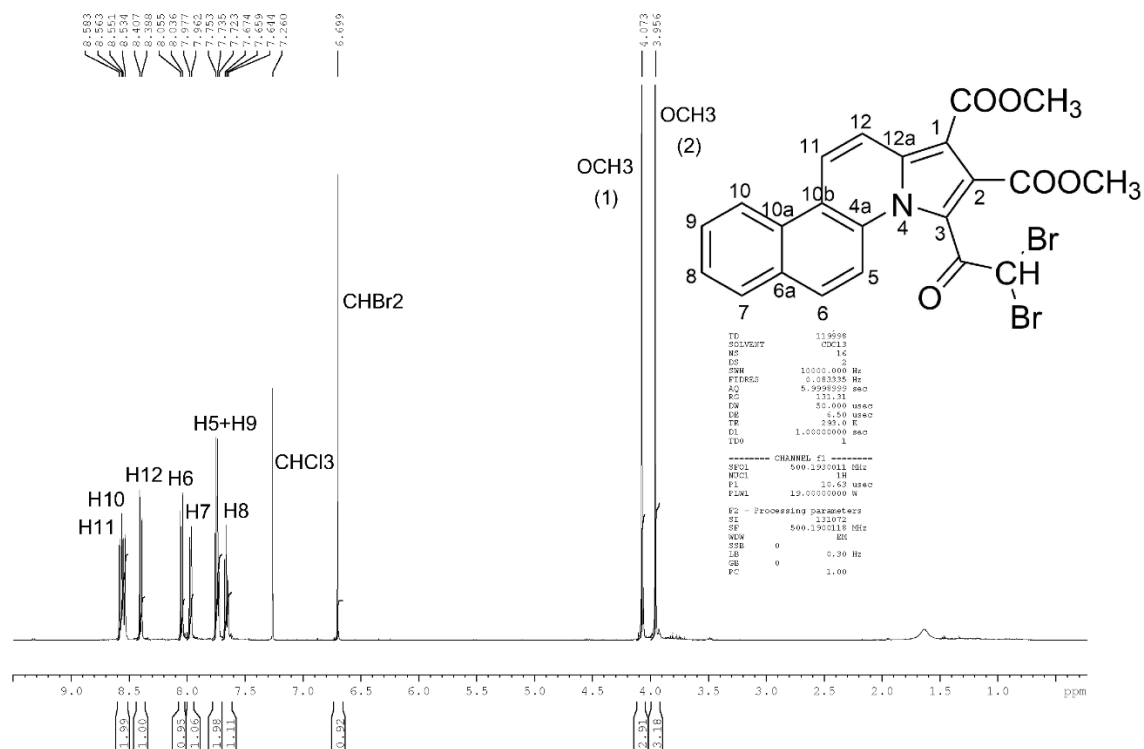 8.583
8.563
8.551
8.534
8.407
8.388
8.055
8.036
7.977
7.962
7.753
7.735
7.723
7.674
7.659
7.644
7.260
6.699
4.073
3.956
COOOCH3
12
1
OCH3
(2)
11
12a
OCH3
(1)
10
10b
2
COOOCH3
10a
4a
N
9
4
3
Br
8
6a
5
O
CH
7
6
Br
CHBr2
TD 119998
SOLVENT CDCl3
NS 16
DS 2
SWH 10000.000 Hz
FIDRES 0.083335 Hz
AQ 5.9998999 sec
RG 131.31
DW 50.000 usec
DE 6.50 usec
TE 293.0 K
D1 1.00000000 sec
TD0 1
======== CHANNEL f1 ========
SFO1 500.1930011 MHz
NUC1 1H
P1 10.63 usec
PLW1 19.00000000 W
F2 - Processing parameters
SI 131072
SF 500.1900118 MHz
WDW EM
SSB 0
LB 0.30 Hz
GB 0
PC 1.00
H5+H9
CHCl3
H12 H6
H10
H7 H8
H11
9.0 8.5 8.0 7.5 7.0 6.5 6.0 5.5 5.0 4.5 4.0 3.5 3.0 2.5 2.0 1.5 1.0 ppm
1.99
1.00
0.95
1.06
1.98
1.11
0.92
2.91
3.18